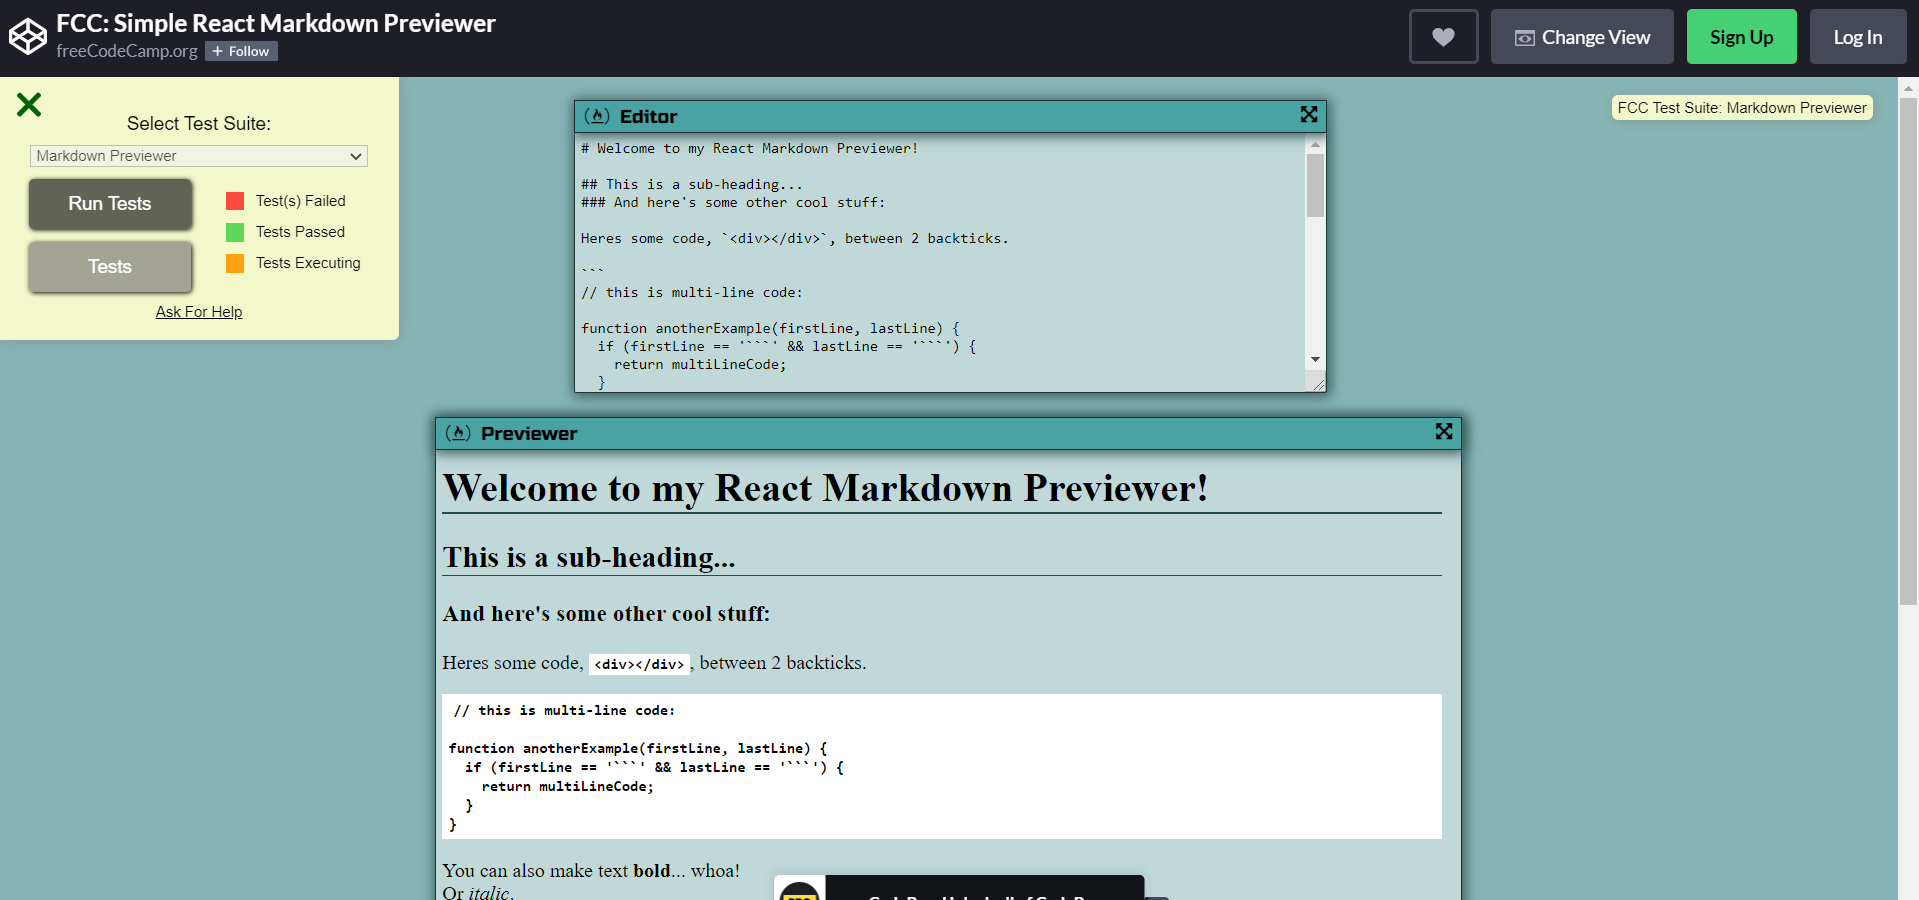 FCC: Simple React Markdown Previewer
freeCodeCamp.org + Follow
Change View
Sign Up
Log In
Select Test Suite:
Markdown Previewer
Run Tests
Tests
Test(s) Failed
Tests Passed
Tests Executing
Ask For Help
FCC Test Suite: Markdown Previewer
Editor
# Welcome to my React Markdown Previewer!
## This is a sub-heading...
### And here's some other cool stuff:
Heres some code, `<div></div>`, between 2 backticks.
```
// this is multi-line code:
function anotherExample(firstLine, lastLine) {
  if (firstLine == '```' && lastLine == '```') {
    return multiLineCode;
  }
Previewer
Welcome to my React Markdown Previewer!
This is a sub-heading...
And here's some other cool stuff:
Heres some code, <div></div>, between 2 backticks.
// this is multi-line code:
function anotherExample(firstLine, lastLine) {
  if (firstLine == '```' && lastLine == '```') {
    return multiLineCode;
  }
}
You can also make text bold... whoa!
Or italic.